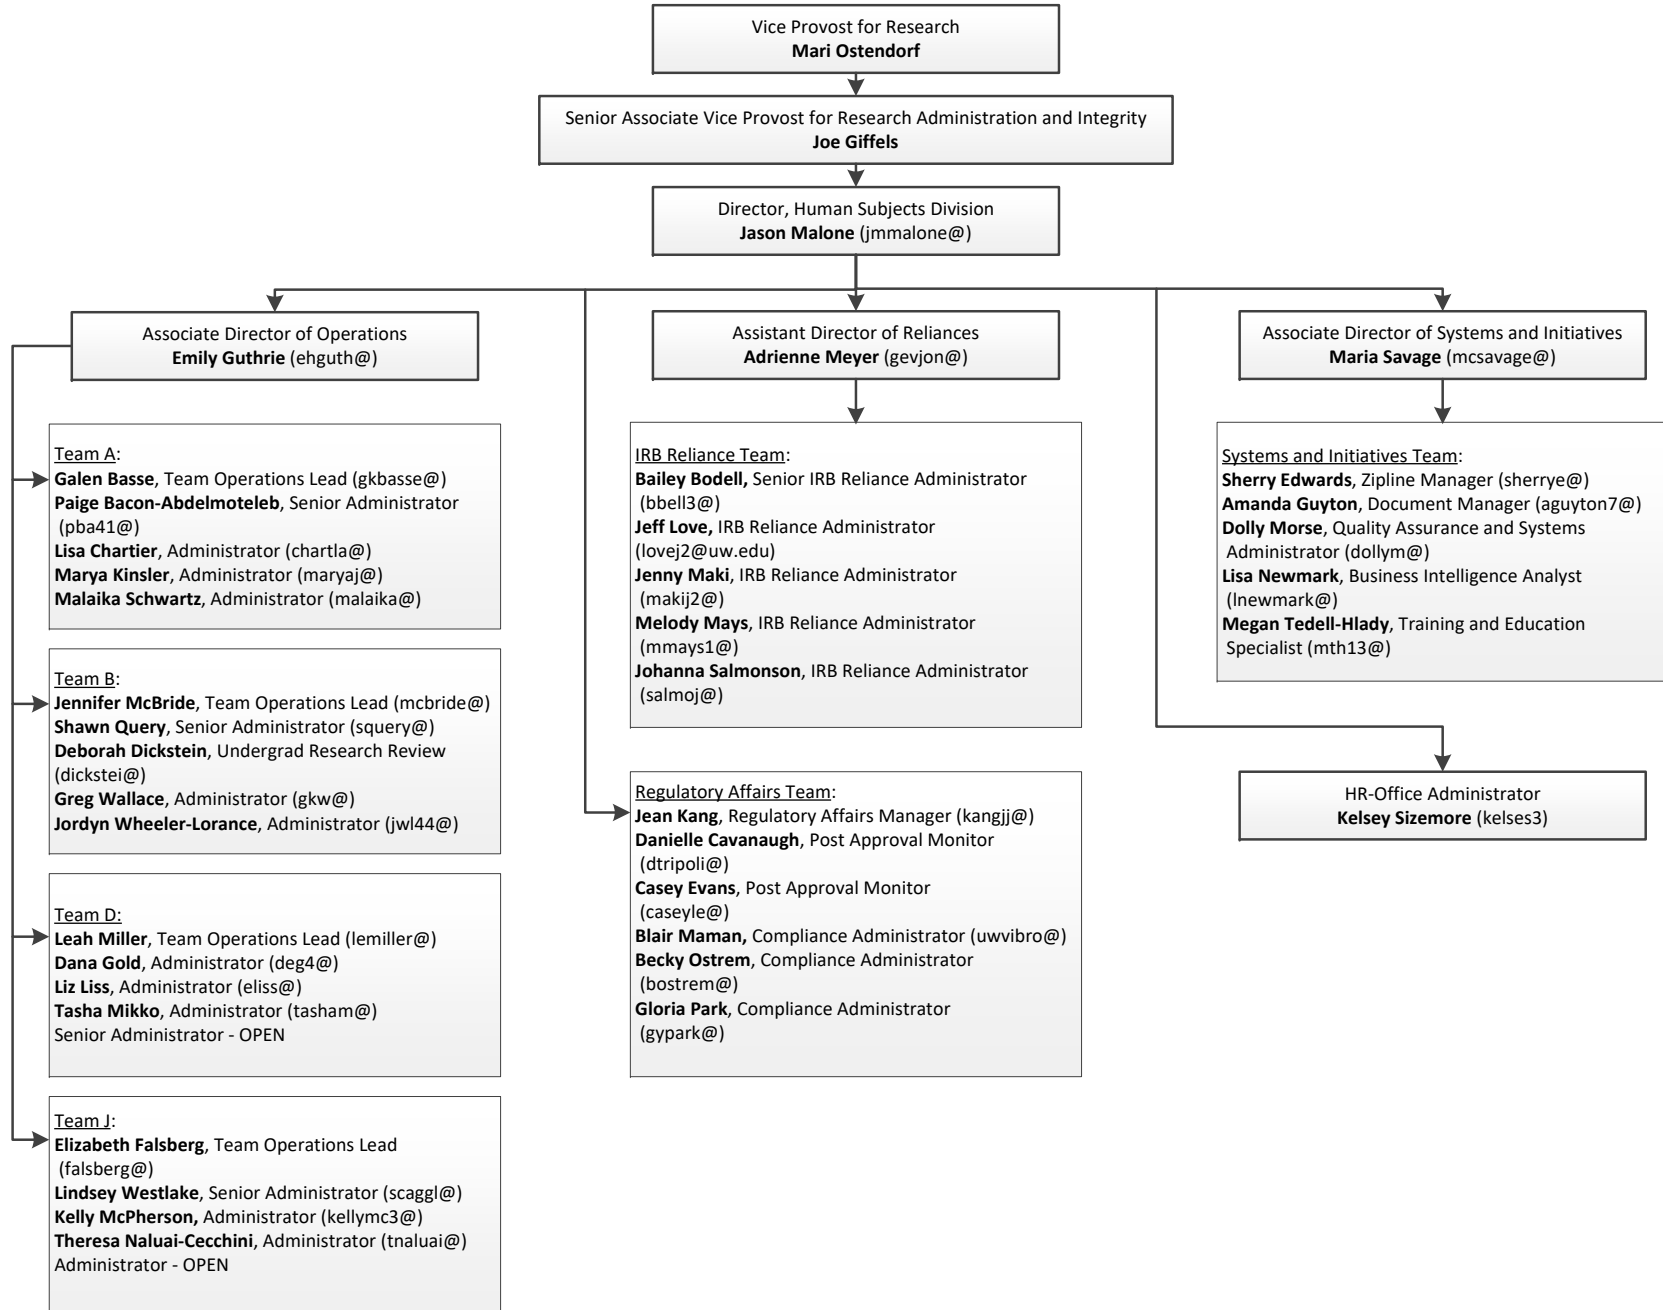 Vice Provost for Research
Mari Ostendorf
Senior Associate Vice Provost for Research Administration and Integrity
Joe Giffels
Director, Human Subjects Division
Jason Malone (jmmalone@)
Associate Director of Operations
Emily Guthrie (ehguth@)
Assistant Director of Reliances
Adrienne Meyer (gevjon@)
Associate Director of Systems and Initiatives
Maria Savage (mcsavage@)
Team A:
Galen Basse, Team Operations Lead (gkbasse@)
Paige Bacon-Abdelmoteleb, Senior Administrator
(pba41@)
Lisa Chartier, Administrator (chartla@)
Marya Kinsler, Administrator (maryaj@)
Malaika Schwartz, Administrator (malaika@)
Team B:
Jennifer McBride, Team Operations Lead (mcbride@)
Shawn Query, Senior Administrator (squery@)
Deborah Dickstein, Undergrad Research Review
(dickstei@)
Greg Wallace, Administrator (gkw@)
Jordyn Wheeler-Lorance, Administrator (jwl44@)
Team D:
Leah Miller, Team Operations Lead (lemiller@)
Dana Gold, Administrator (deg4@)
Liz Liss, Administrator (eliss@)
Tasha Mikko, Administrator (tasham@)
Senior Administrator - OPEN
Team J:
Elizabeth Falsberg, Team Operations Lead
(falsberg@)
Lindsey Westlake, Senior Administrator (scaggl@)
Kelly McPherson, Administrator (kellymc3@)
Theresa Naluai-Cecchini, Administrator (tnaluai@)
Administrator - OPEN
IRB Reliance Team:
Bailey Bodell, Senior IRB Reliance Administrator
(bbell3@)
Jeff Love, IRB Reliance Administrator
(lovej2@uw.edu)
Jenny Maki, IRB Reliance Administrator
(makij2@)
Melody Mays, IRB Reliance Administrator
(mmays1@)
Johanna Salmonson, IRB Reliance Administrator
(salmoj@)
Regulatory Affairs Team:
Jean Kang, Regulatory Affairs Manager (kangjj@)
Danielle Cavanaugh, Post Approval Monitor
(dtripoli@)
Casey Evans, Post Approval Monitor
(caseyle@)
Blair Maman, Compliance Administrator (uwvibro@)
Becky Ostrem, Compliance Administrator
(bostrem@)
Gloria Park, Compliance Administrator
(gypark@)
Systems and Initiatives Team:
Sherry Edwards, Zipline Manager (sherrye@)
Amanda Guyton, Document Manager (aguyton7@)
Dolly Morse, Quality Assurance and Systems
Administrator (dollym@)
Lisa Newmark, Business Intelligence Analyst
(lnewmark@)
Megan Tedell-Hlady, Training and Education
Specialist (mth13@)
HR-Office Administrator
Kelsey Sizemore (kelses3)